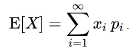 E[X] = ∑_{i=1}^{∞} x_i p_i.